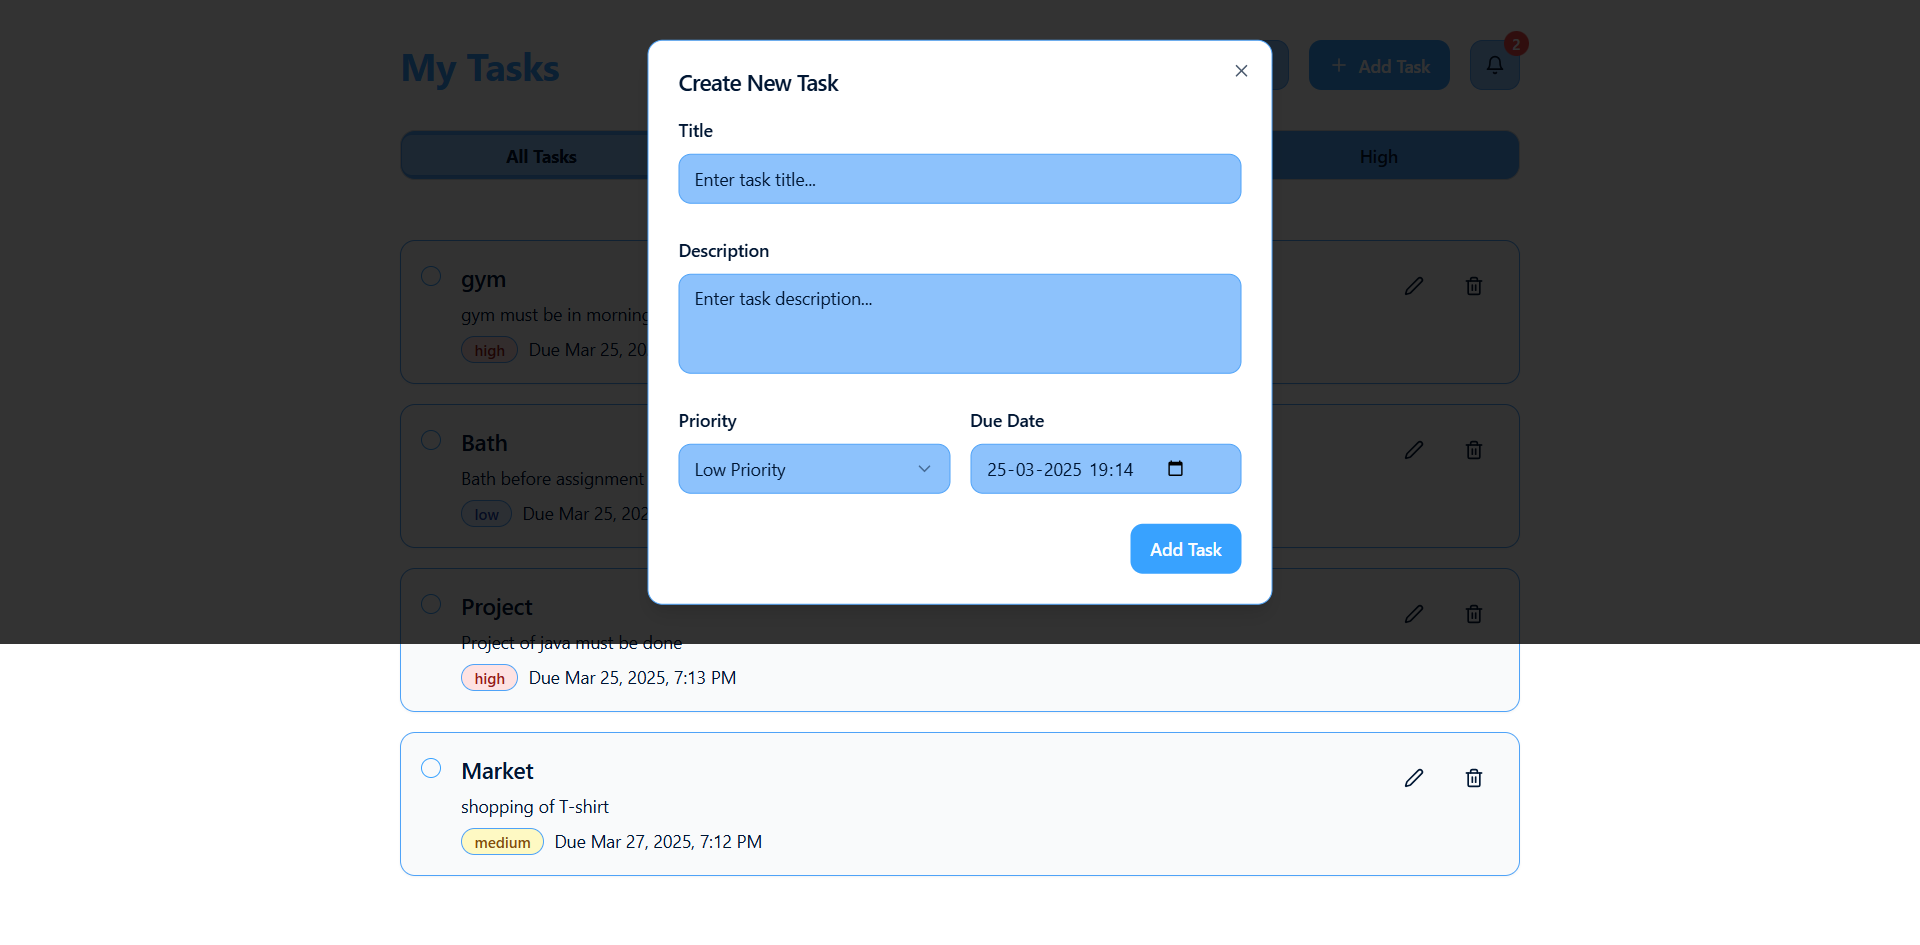 My Tasks
Add Task
2
All Tasks
High
Create New Task
Title
Enter task title...
Description
Enter task description...
Priority
Due Date
Low Priority
25-03-2025 19:14
Add Task
gym
gym must be in morning
high
Due Mar 25, 20
Bath
Bath before assignment
low
Due Mar 25, 202
Project
Project of java must be done
high
Due Mar 25, 2025, 7:13 PM
Market
shopping of T-shirt
medium
Due Mar 27, 2025, 7:12 PM